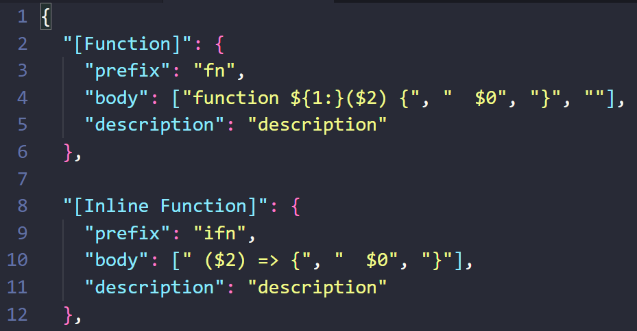 1 {
2 "[Function]": {
3 "prefix": "fn",
4 "body": ["function ${1:}($2) {", "  $0", "}", ""],
5 "description": "description"
6 },
7
8 "[Inline Function]": {
9 "prefix": "ifn",
10 "body": [" ($2) => {", "  $0", "}"],
11 "description": "description"
12 },